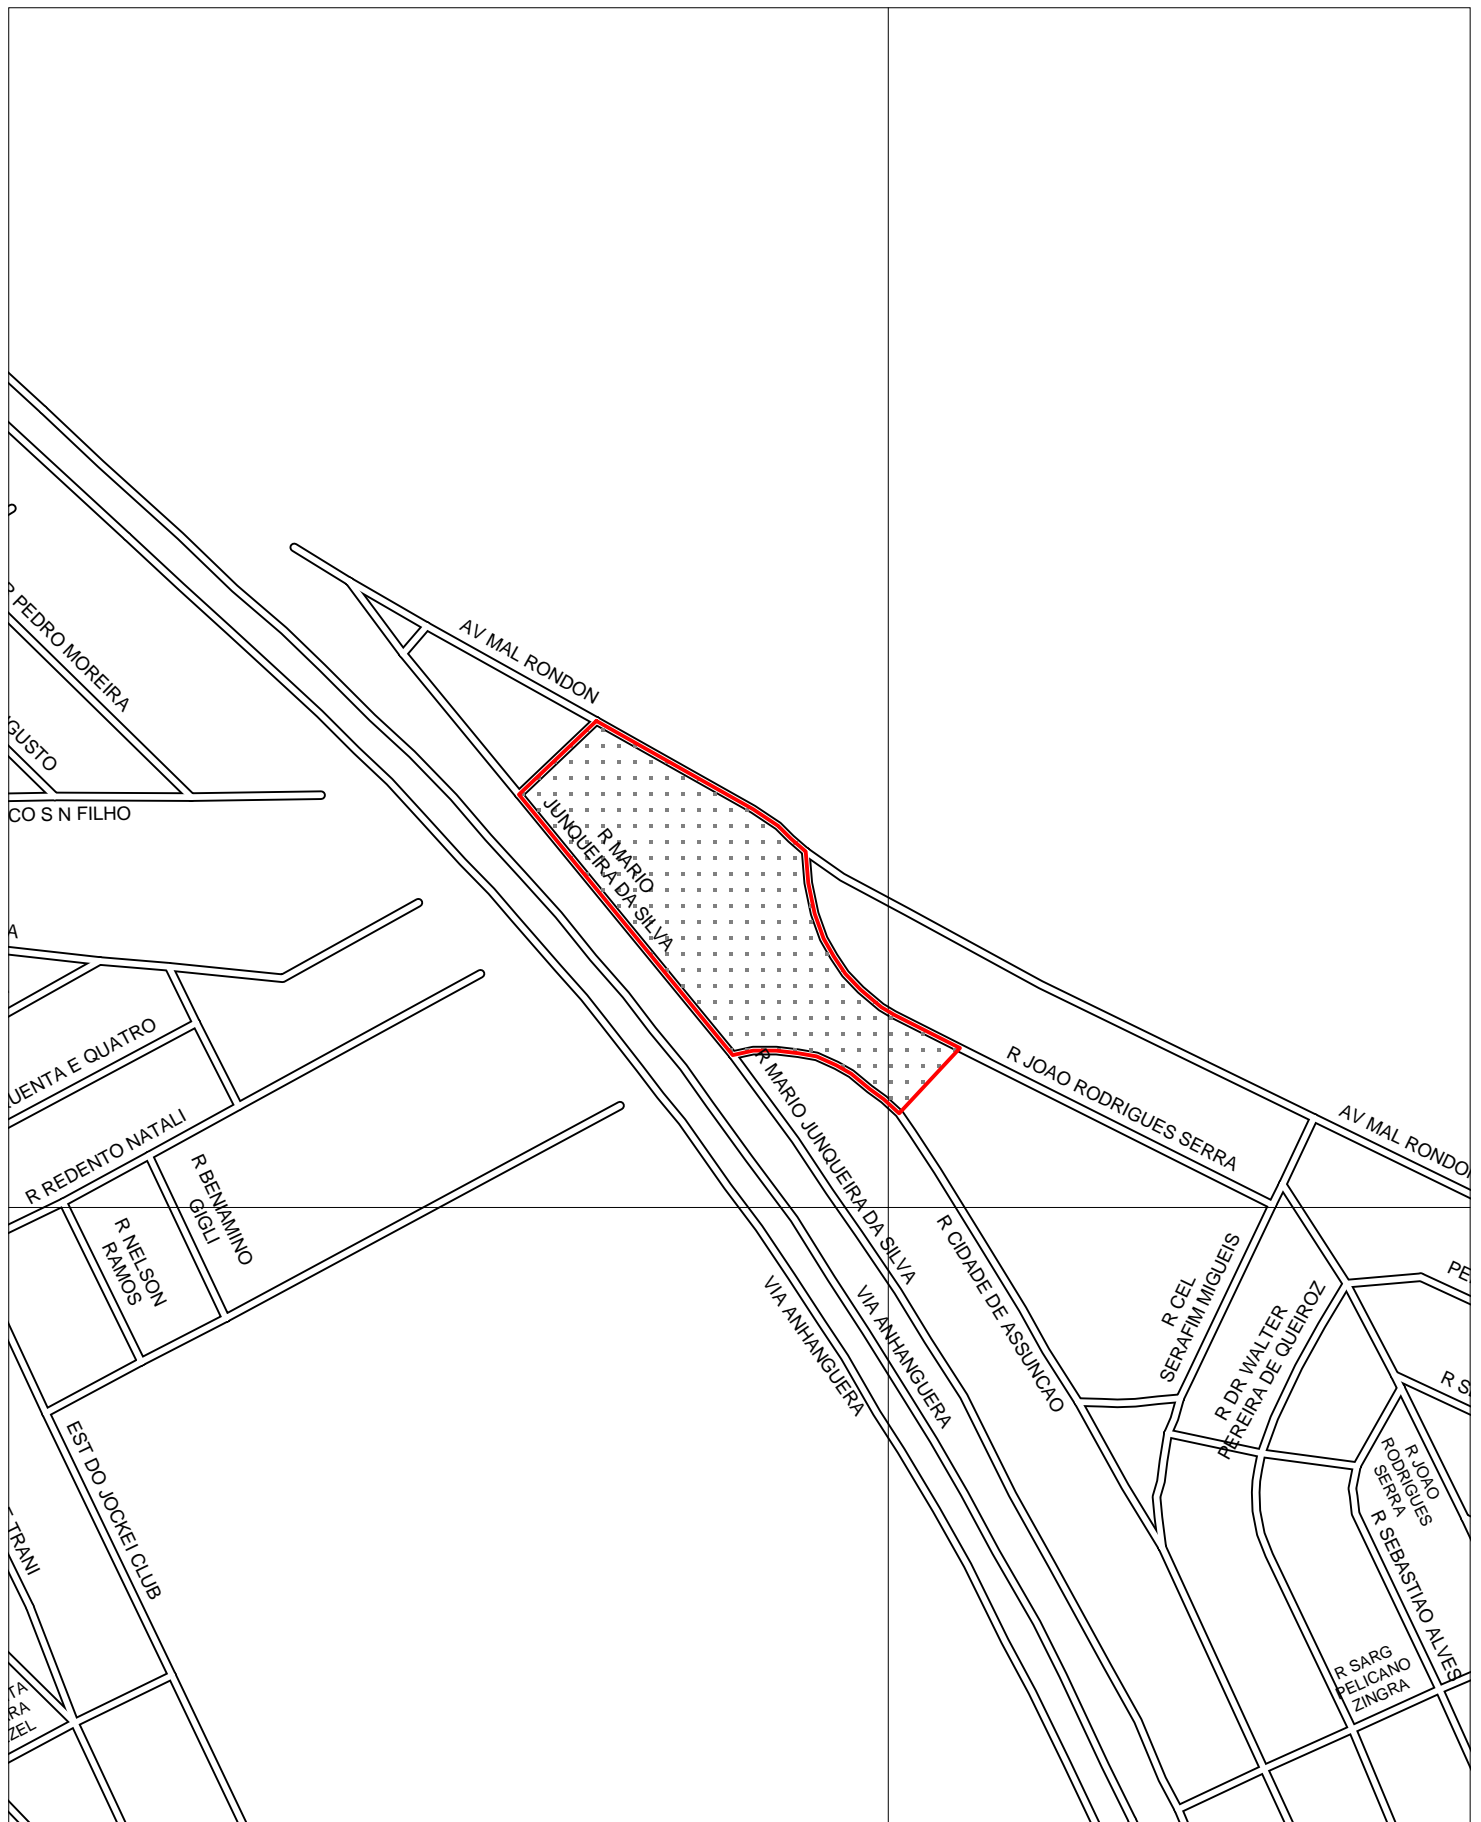 PEDRO MOREIRA
GUSTO
CO S N FILHO
AV MAL RONDON
R MARIO
JUNQUEIRA DA SILVA
A
UENTA E QUATRO
R REDENTO NATALI
R BENIAMINO
GIGLI
R NELSON
RAMOS
R MARIO JUNQUEIRA DA SILVA
R JOAO RODRIGUES SERRA
AV MAL RONDO
R CIDADE DE ASSUNCAO
VIA ANHANGUERA
VIA ANHANGUERA
R CEL
SERAFIM MIGUEIS
R DR WALTER
PEREIRA DE QUEIROZ
PE
R S
R JOAO
RODRIGUES
SERRA
R SEBASTIAO ALVES
R SARG
PELICANO
ZINGRA
EST DO JOCKEI CLUB
TRANI
TA
RA
ZEL